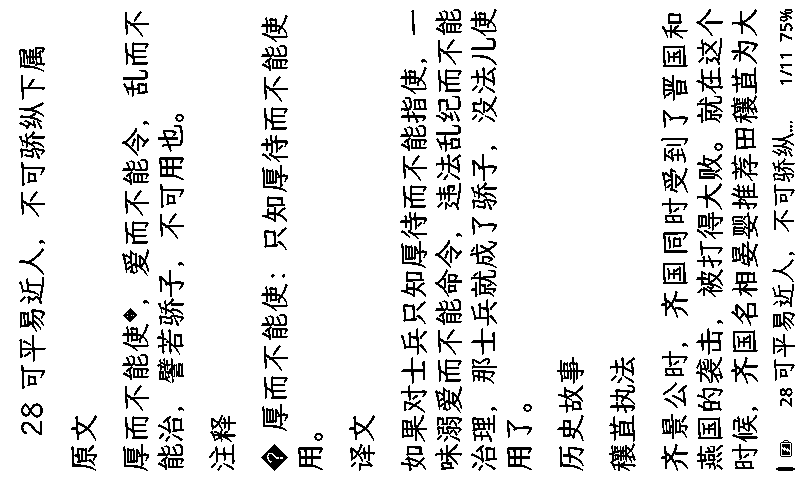 28 可平易近人，不可骄纵下属
原文
厚而不能使�，爱而不能令，乱而不
能治，譬若骄子，不可用也。
注释
� 厚而不能使：只知厚待而不能使
用。
译文
如果对士兵只知厚待而不能指使，一
味溺爱而不能命令，违法乱纪而不能
治理，那士兵就成了骄子，没法儿使
用了。
历史故事
穰苴执法
齐景公时，齐国同时受到了晋国和
燕国的袭击，被打得大败。就在这个
时候，齐国名相晏婴推荐田穰苴为大
28 可平易近人，不可骄纵... 1/11 75%